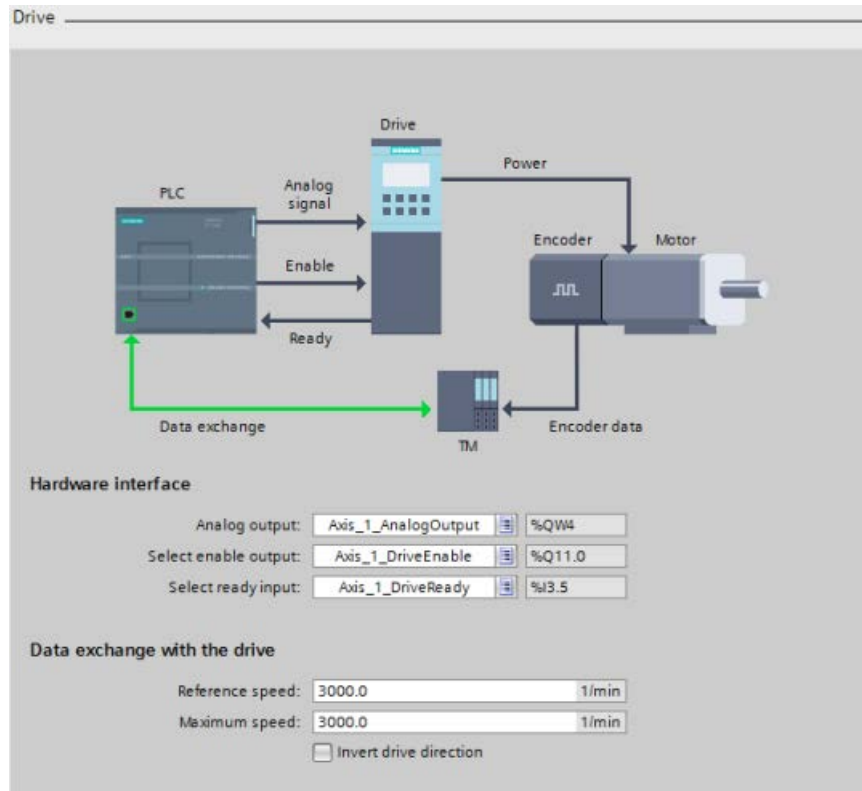 Drive
Drive
Power
PLC
Analog
signal
Encoder
Motor
Enable
Ready
Data exchange
Encoder data
TM
Hardware interface
Analog output: Axis_1_AnalogOutput %QW4
Select enable output: Axis_1_DriveEnable %Q11.0
Select ready input: Axis_1_DriveReady %I3.5
Data exchange with the drive
Reference speed: 3000.0 1/min
Maximum speed: 3000.0 1/min
Invert drive direction